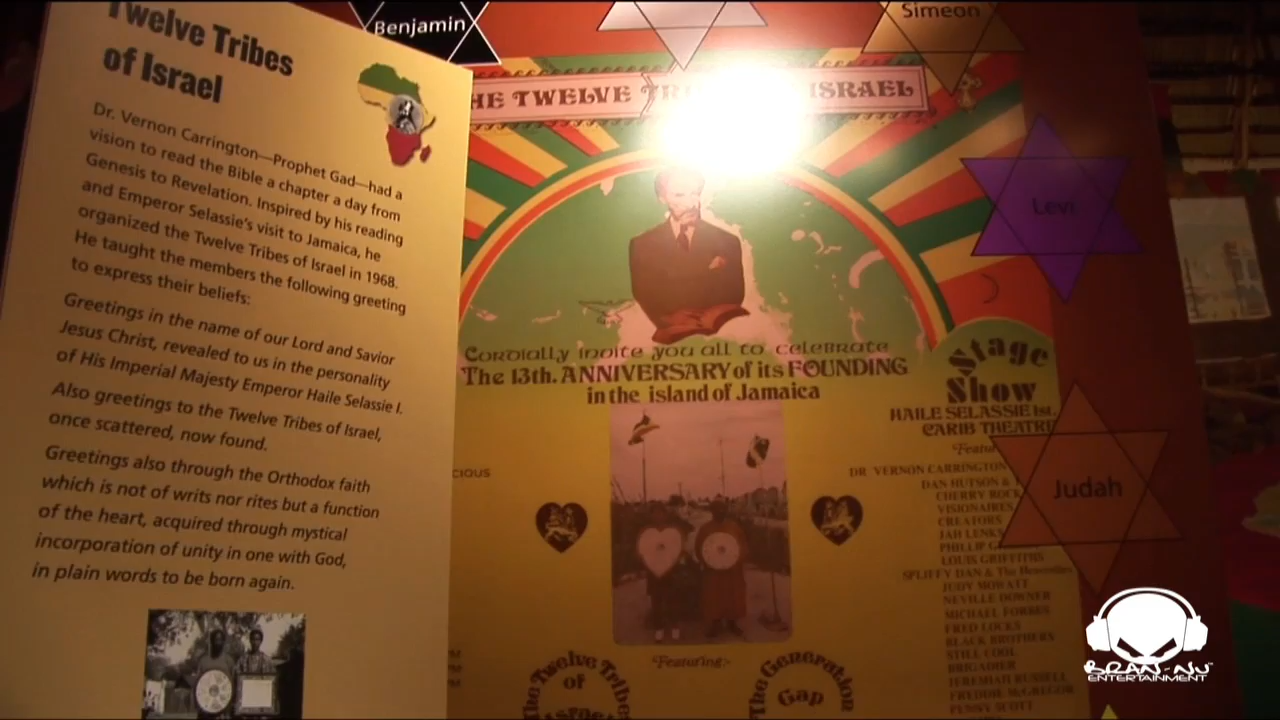 Twelve Tribes
of Israel
Dr. Vernon Carrington—Prophet Gad—had a
vision to read the Bible a chapter a day from
Genesis to Revelation. Inspired by his reading
and Emperor Selassie's visit to Jamaica, he
organized the Twelve Tribes of Israel in 1968.
He taught the members the following greeting
to express their beliefs:
Greetings in the name of our Lord and Savior
Jesus Christ, revealed to us in the personality
of His Imperial Majesty Emperor Haile Selassie I.
Also greetings to the Twelve Tribes of Israel,
once scattered, now found.
Greetings also through the Orthodox faith
which is not of writs nor rites but a function
of the heart, acquired through mystical
incorporation of unity in one with God,
in plain words to be born again.
Benjamin
Simeon
Levi
Judah
HE TWELVE ISRAEL
Cordially invite you all to celebrate
The 13th. ANNIVERSARY of its FOUNDING
in the island of Jamaica
Stage
Show
HAILE SELASSIE 1st.
CARIB THEATRE
DR VERNON CARRINGTON
DAN HUTSON &
CHERRY ROCK
VISIONAIRES
CREATORS
JAH LENKS
PHILLIP
LOUIS GRIFFITHS
SPLIFFY DAN & The
JUDY MOWATT
NEVILLE DOWNER
MICHAEL FORBES
FRED LOCKS
BLACK BROTHERS
STILL COOL
BRIGADIER
JEREMIAH RUSSELL
FREDDIE McGREGOR
PENNY SCOTT
CIOUS
PM
PM
"Featuring:-
The Twelve Tribes
of
Israel
The Generation
Gap
BRAN-NU
ENTERTAINMENT